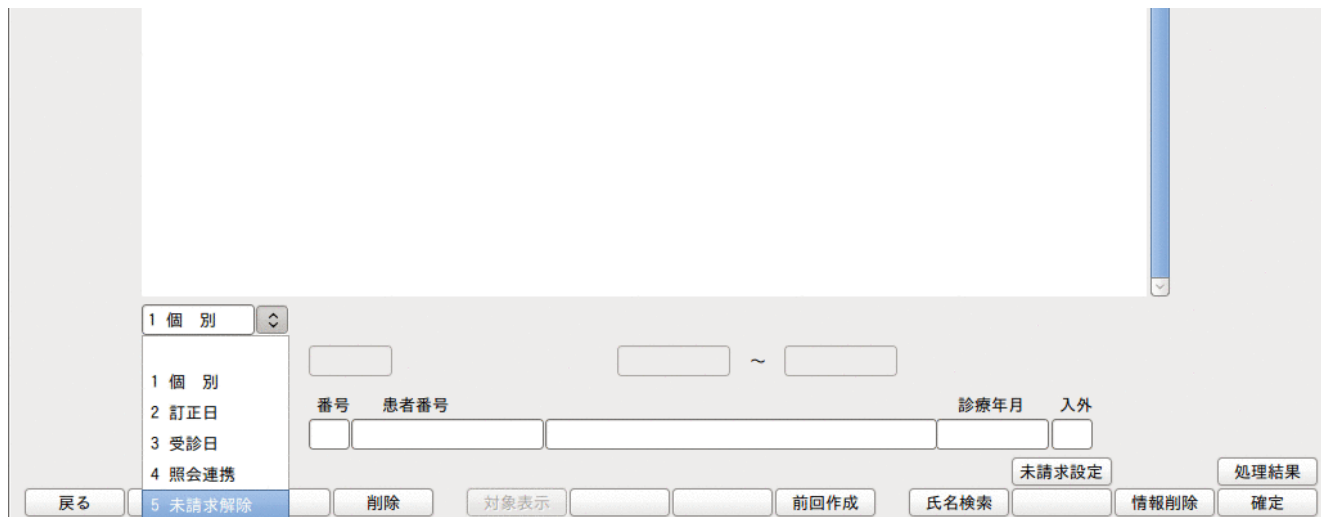 1 個　別
～
1 個　別
2 訂正日
番号 患者番号 診療年月 入外
3 受診日
4 照会連携
未請求設定 処理結果
戻る 5 未請求解除 削除 対象表示 前回作成 氏名検索 情報削除 確定